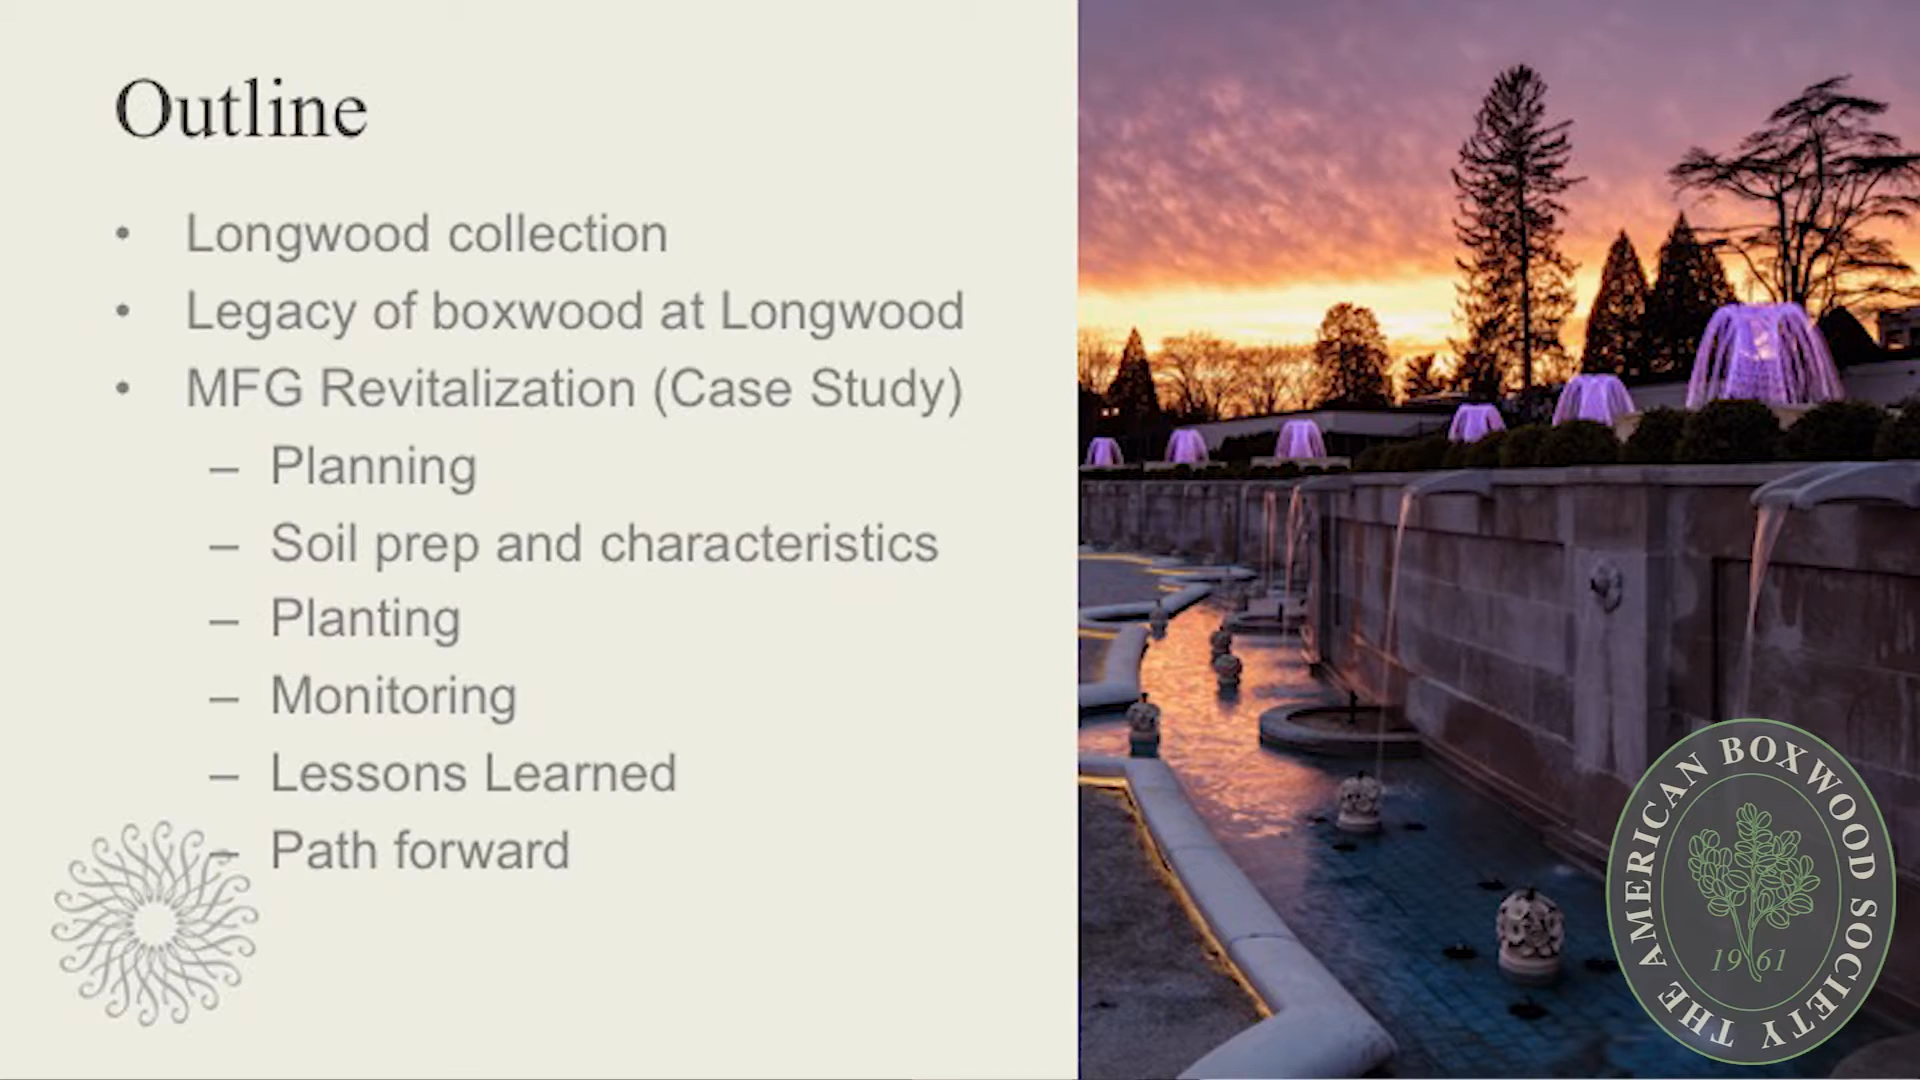 Outline
• Longwood collection
• Legacy of boxwood at Longwood
• MFG Revitalization (Case Study)
– Planning
– Soil prep and characteristics
– Planting
– Monitoring
– Lessons Learned
– Path forward
THE AMERICAN BOXWOOD SOCIETY
1961